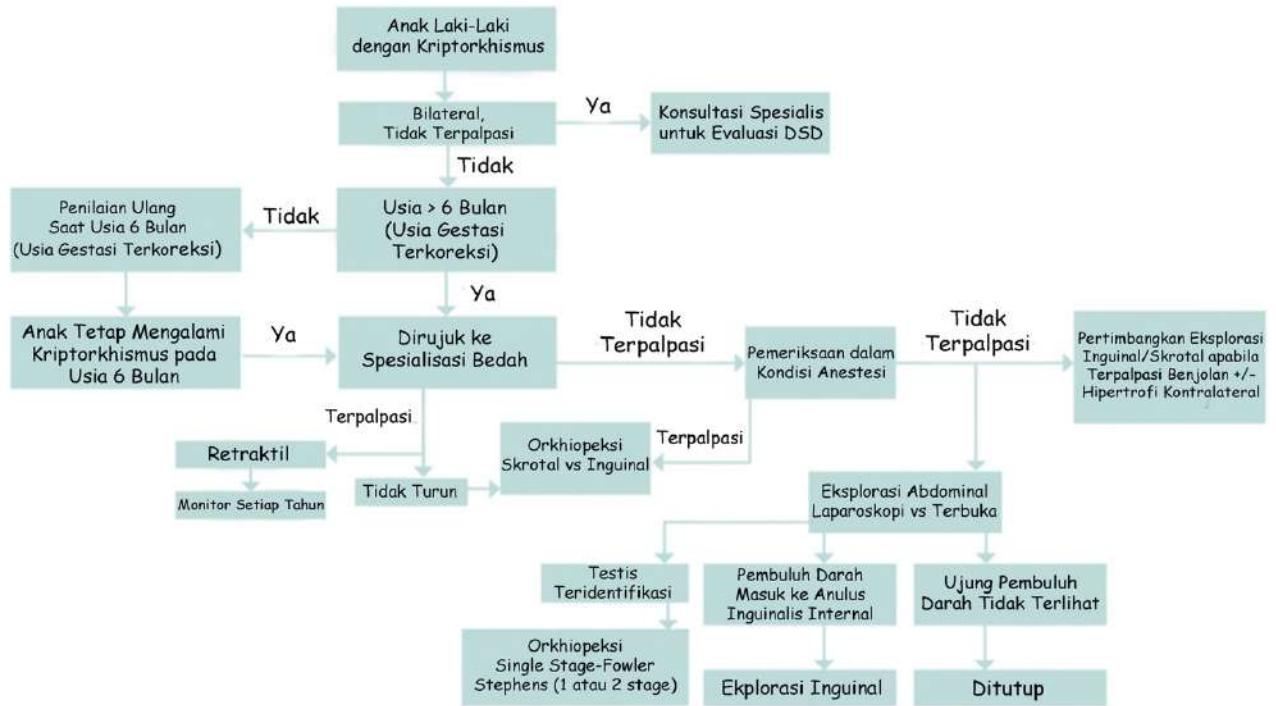 Anak Laki-Laki
dengan Kriptorkhismus
Bilateral,
Tidak Terpalpasi
Ya
Konsultasi Spesialis
untuk Evaluasi DSD
Tidak
Usia > 6 Bulan
(Usia Gestasi
Terkoreksi)
Tidak
Penilaian Ulang
Saat Usia 6 Bulan
(Usia Gestasi Terkoreksi)
Ya
Anak Tetap Mengalami
Kriptorkhismus pada
Usia 6 Bulan
Ya
Dirujuk ke
Spesialisasi Bedah
Tidak
Terpalpasi
Pemeriksaan dalam
Kondisi Anestesi
Tidak
Terpalpasi
Pertimbangkan Eksplorasi
Inguinal/Skrotal apabila
Terpalpasi Benjolan +/-
Hipertrofi Kontralateral
Terpalpasi
Retraktil
Monitor Setiap Tahun
Tidak Turun
Orkhiopeksi
Skrotal vs Inguinal
Terpalpasi
Eksplorasi Abdominal
Laparoskopi vs Terbuka
Testis
Teridentifikasi
Orkhiopeksi
Single Stage-Fowler
Stephens (1 atau 2 stage)
Pembuluh Darah
Masuk ke Anulus
Inguinalis Internal
Ekplorasi Inguinal
Ujung Pembuluh
Darah Tidak Terlihat
Ditutup